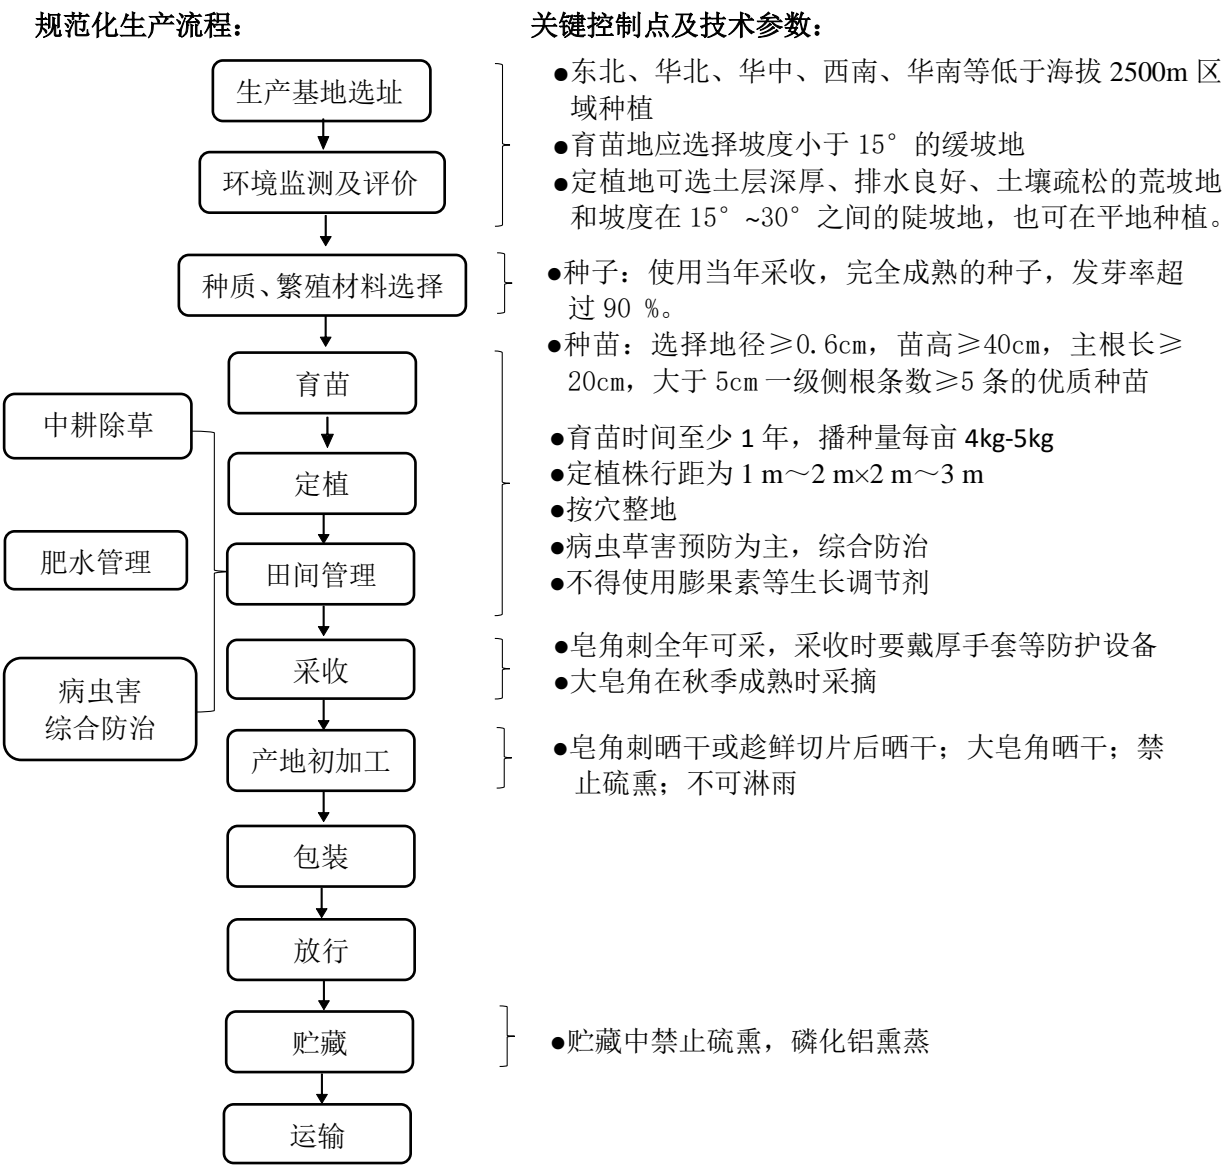 规范化生产流程：
关键控制点及技术参数：
生产基地选址
环境监测及评价
●东北、华北、华中、西南、华南等低于海拔 2500m 区
域种植
●育苗地应选择坡度小于 15°的缓坡地
●定植地可选土层深厚、排水良好、土壤疏松的荒坡地
和坡度在 15°~30°之间的陡坡地，也可在平地种植。
种质、繁殖材料选择
●种子：使用当年采收，完全成熟的种子，发芽率超
过 90 %。
●种苗：选择地径≥0.6cm，苗高≥40cm，主根长≥
20cm，大于 5cm 一级侧根条数≥5 条的优质种苗
育苗
定植
田间管理
中耕除草
肥水管理
病虫害
综合防治
●育苗时间至少 1 年，播种量每亩 4kg-5kg
●定植株行距为 1 m～2 m×2 m～3 m
●按穴整地
●病虫草害预防为主，综合防治
●不得使用膨果素等生长调节剂
采收
●皂角刺全年可采，采收时要戴厚手套等防护设备
●大皂角在秋季成熟时采摘
产地初加工
●皂角刺晒干或趁鲜切片后晒干；大皂角晒干；禁
止硫熏；不可淋雨
包装
放行
贮藏
●贮藏中禁止硫熏，磷化铝熏蒸
运输